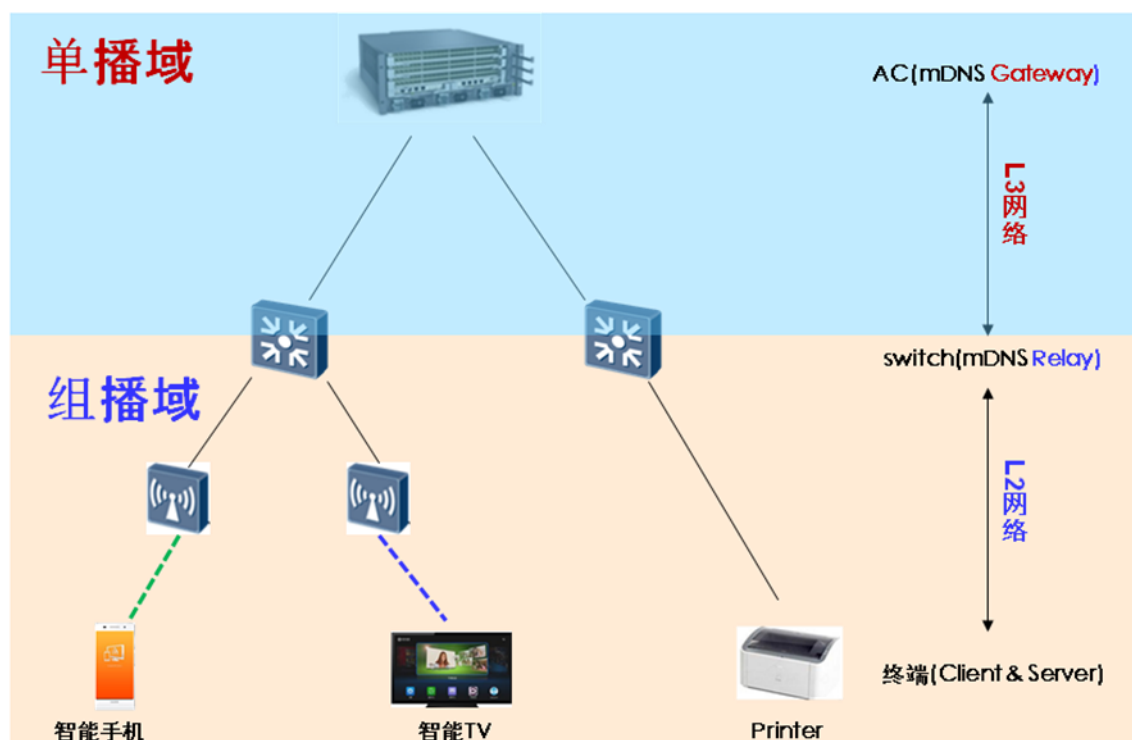 单播域
AC(mDNS Gateway)
L3网络
switch(mDNS Relay)
组播域
L2网络
终端(Client & Server)
智能手机
智能TV
Printer